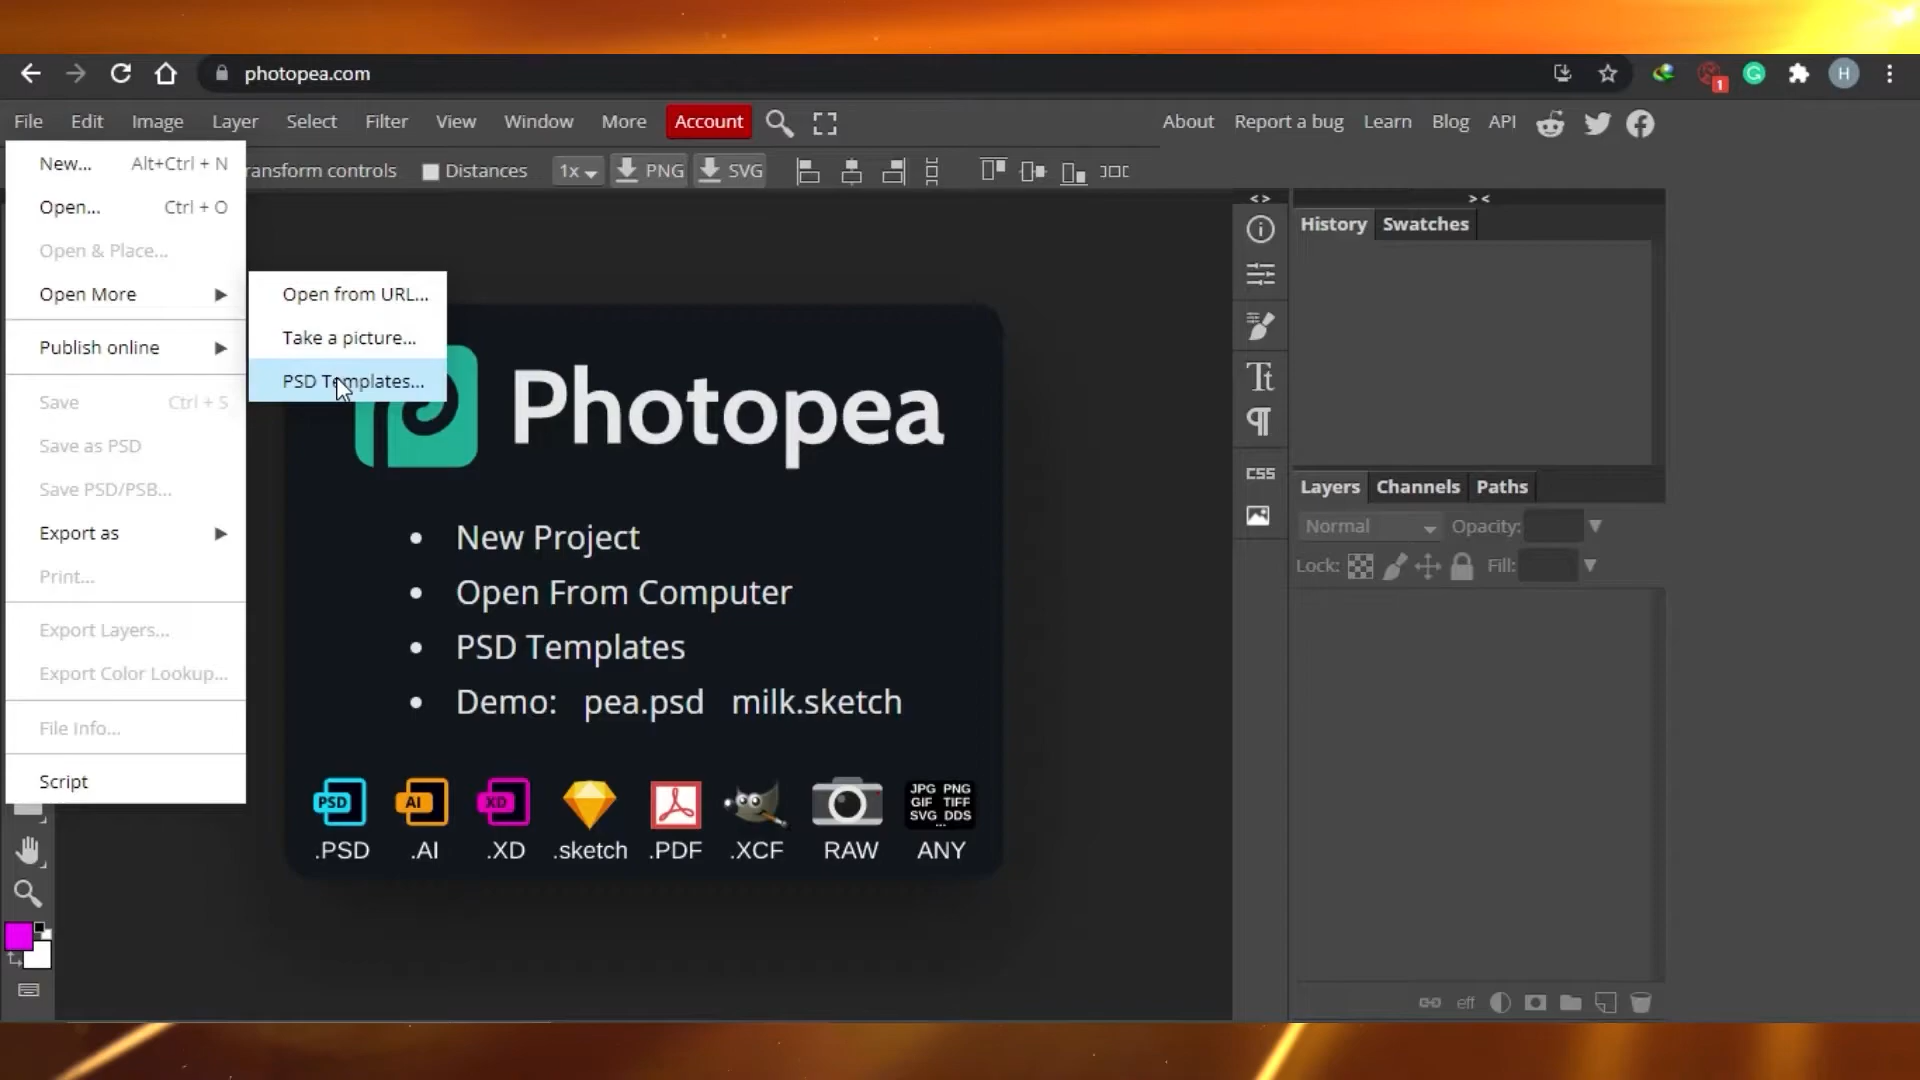 photopea.com
1
H
File Edit Image Layer Select Filter View Window More Account About Report a bug Learn Blog API
ransform controls Distances 1x PNG SVG
New... Alt+Ctrl + N
Open... Ctrl + O
Open & Place...
Open More
Publish online
Save Ctrl + S
Save as PSD
Save PSD/PSB...
Export as
Print...
Export Layers...
Export Color Lookup...
File Info...
Script
Open from URL...
Take a picture...
PSD Templates...
Photopea
New Project
Open From Computer
PSD Templates
Demo: pea.psd milk.sketch
PSD AI XD JPG PNG
GIF TIFF
SVG DDS
...
.PSD .AI .XD .sketch .PDF .XCF RAW ANY
< >
Tt
CSS
> <
History Swatches
Layers Channels Paths
Normal Opacity:
Lock: Fill:
eff